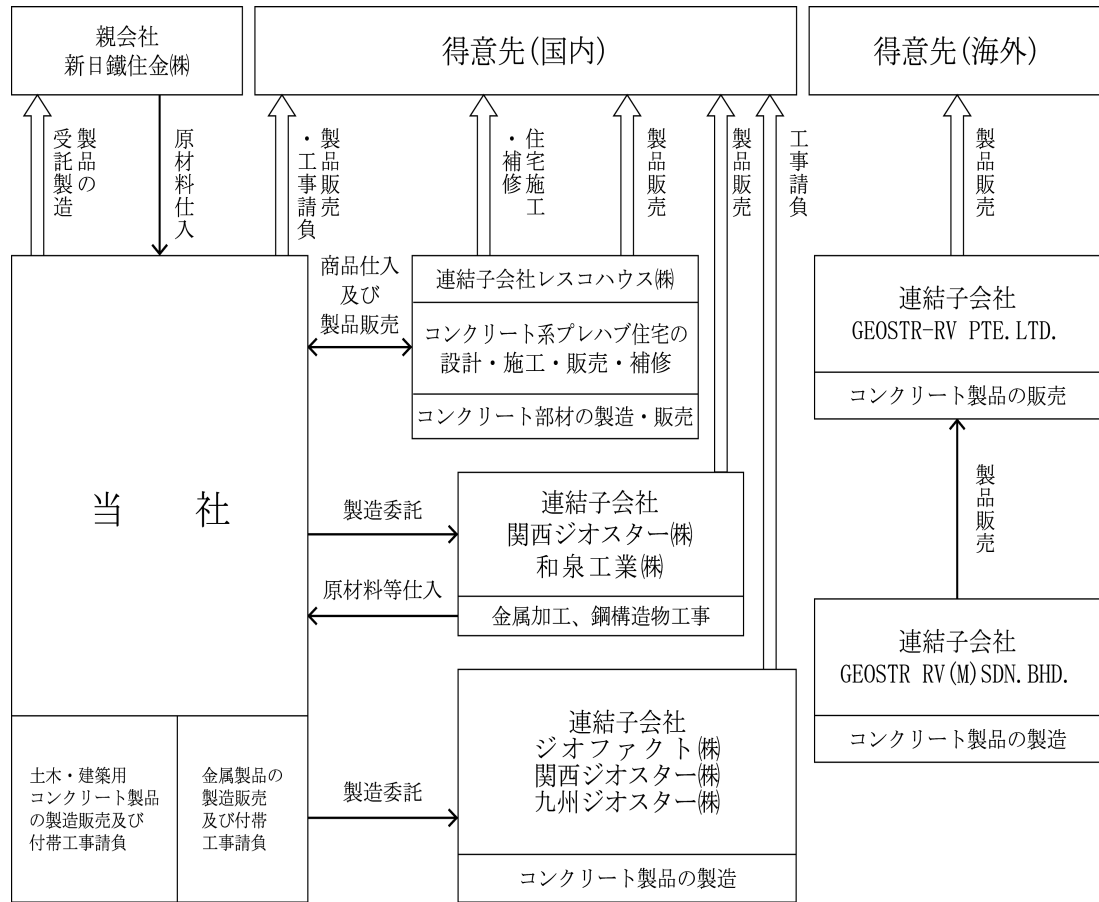 親会社
新日鐵住金㈱
得意先(国内)
得意先(海外)
製品の
受託製造
原材料仕入
製品販売
・工事請負
住宅施工
・補修
製品販売
製品販売
工事請負
製品販売
商品仕入
及び
製品販売
連結子会社レスコハウス㈱
コンクリート系プレハブ住宅の
設計・施工・販売・補修
コンクリート部材の製造・販売
連結子会社
GEOSTR-RV PTE.LTD.
コンクリート製品の販売
製品販売
当 社
製造委託
原材料等仕入
連結子会社
関西ジオスター㈱
和泉工業㈱
金属加工、鋼構造物工事
連結子会社
GEOSTR RV(M)SDN.BHD.
コンクリート製品の製造
土木・建築用
コンクリート製品
の製造販売及び
付帯工事請負
金属製品の
製造販売
及び付帯
工事請負
製造委託
連結子会社
ジオファクト㈱
関西ジオスター㈱
九州ジオスター㈱
コンクリート製品の製造